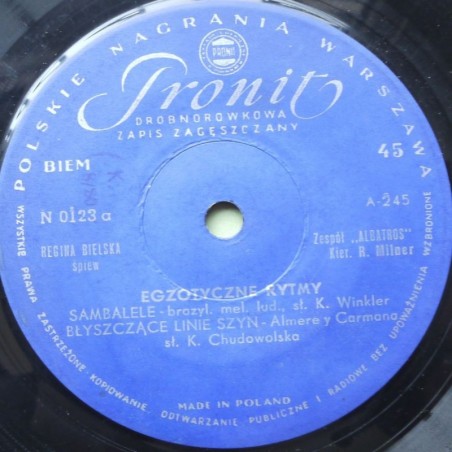 POLSKIE NAGRANIA WARSZAWA
PRONIT
Pronit
DROBNOROWKOWA
ZAPIS ZAGĘSZCZANY
BIEM
45
N 0123 a
A-245
REGINA BIELSKA
śpiew
Zespół „ALBATROS"
Kier. R. Milner
EGZOTYCZNE RYTMY
SAMBALELE - brazyl. mel. lud., sł. K. Winkler
BŁYSZCZĄCE LINIE SZYN - Almere y Carmona
sł. K. Chudowolska
MADE IN POLAND
WSZYSTKIE PRAWA ZASTRZEŻONE. KOPIOWANIE, ODTWARZANIE PUBLICZNE I RADIOWE BEZ UPOWAŻNIENIA WZBRONIONE